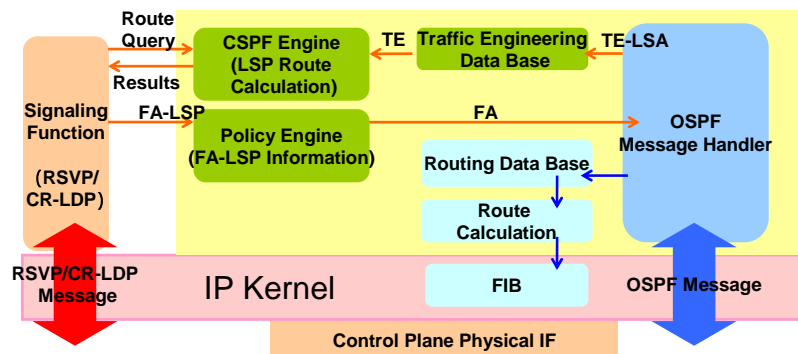 Route
Query
Results
Signaling
Function
(RSVP/
CR-LDP)
FA-LSP
CSPF Engine
(LSP Route
Calculation)
TE
Traffic Engineering
Data Base
TE-LSA
Policy Engine
(FA-LSP Information)
FA
OSPF
Message Handler
Routing Data Base
Route
Calculation
RSVP/CR-LDP
Message
IP Kernel
FIB
OSPF Message
Control Plane Physical IF